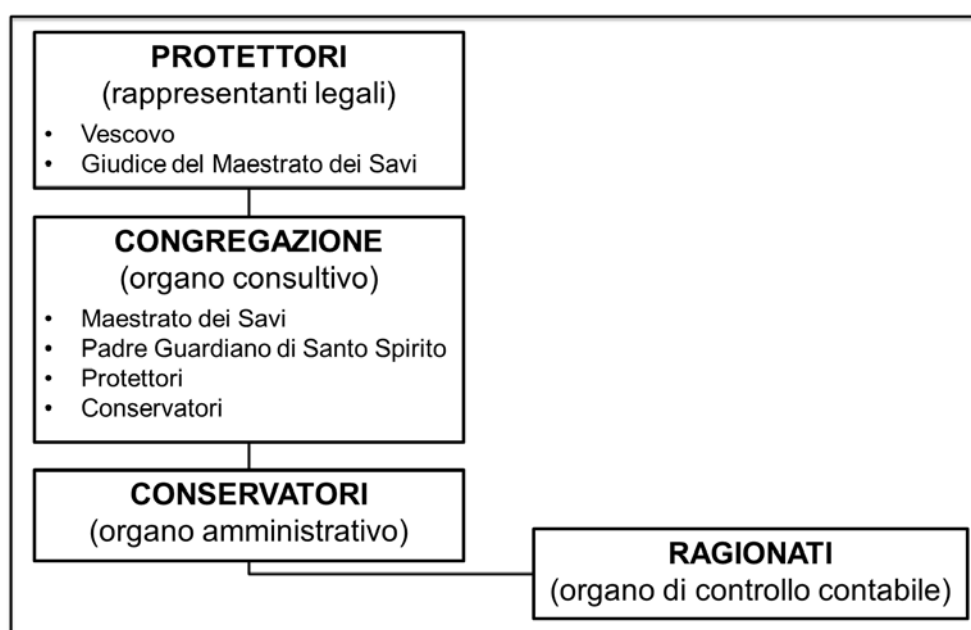 PROTETTORI
(rappresentanti legali)
• Vescovo
• Giudice del Maestrato dei Savi
CONGREGAZIONE
(organo consultivo)
• Maestrato dei Savi
• Padre Guardiano di Santo Spirito
• Protettori
• Conservatori
CONSERVATORI
(organo amministrativo)
RAGIONATI
(organo di controllo contabile)